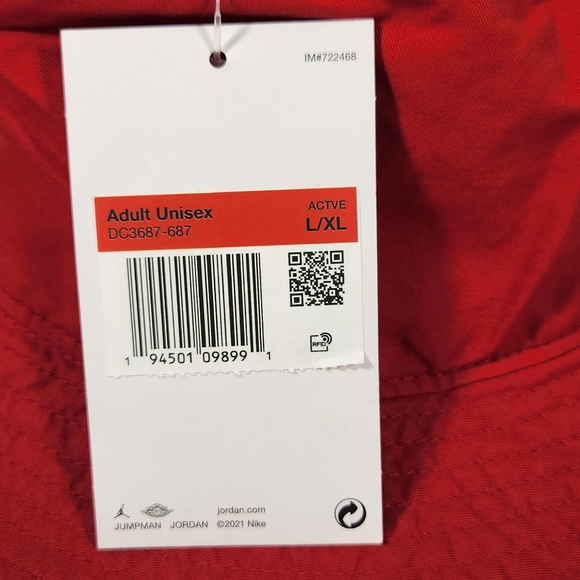 IM#722468
Adult Unisex
DC3687-687
ACTVE
L/XL
1 94501 09899 1
RFID
jordan.com
JUMPMAN JORDAN ©2021 Nike